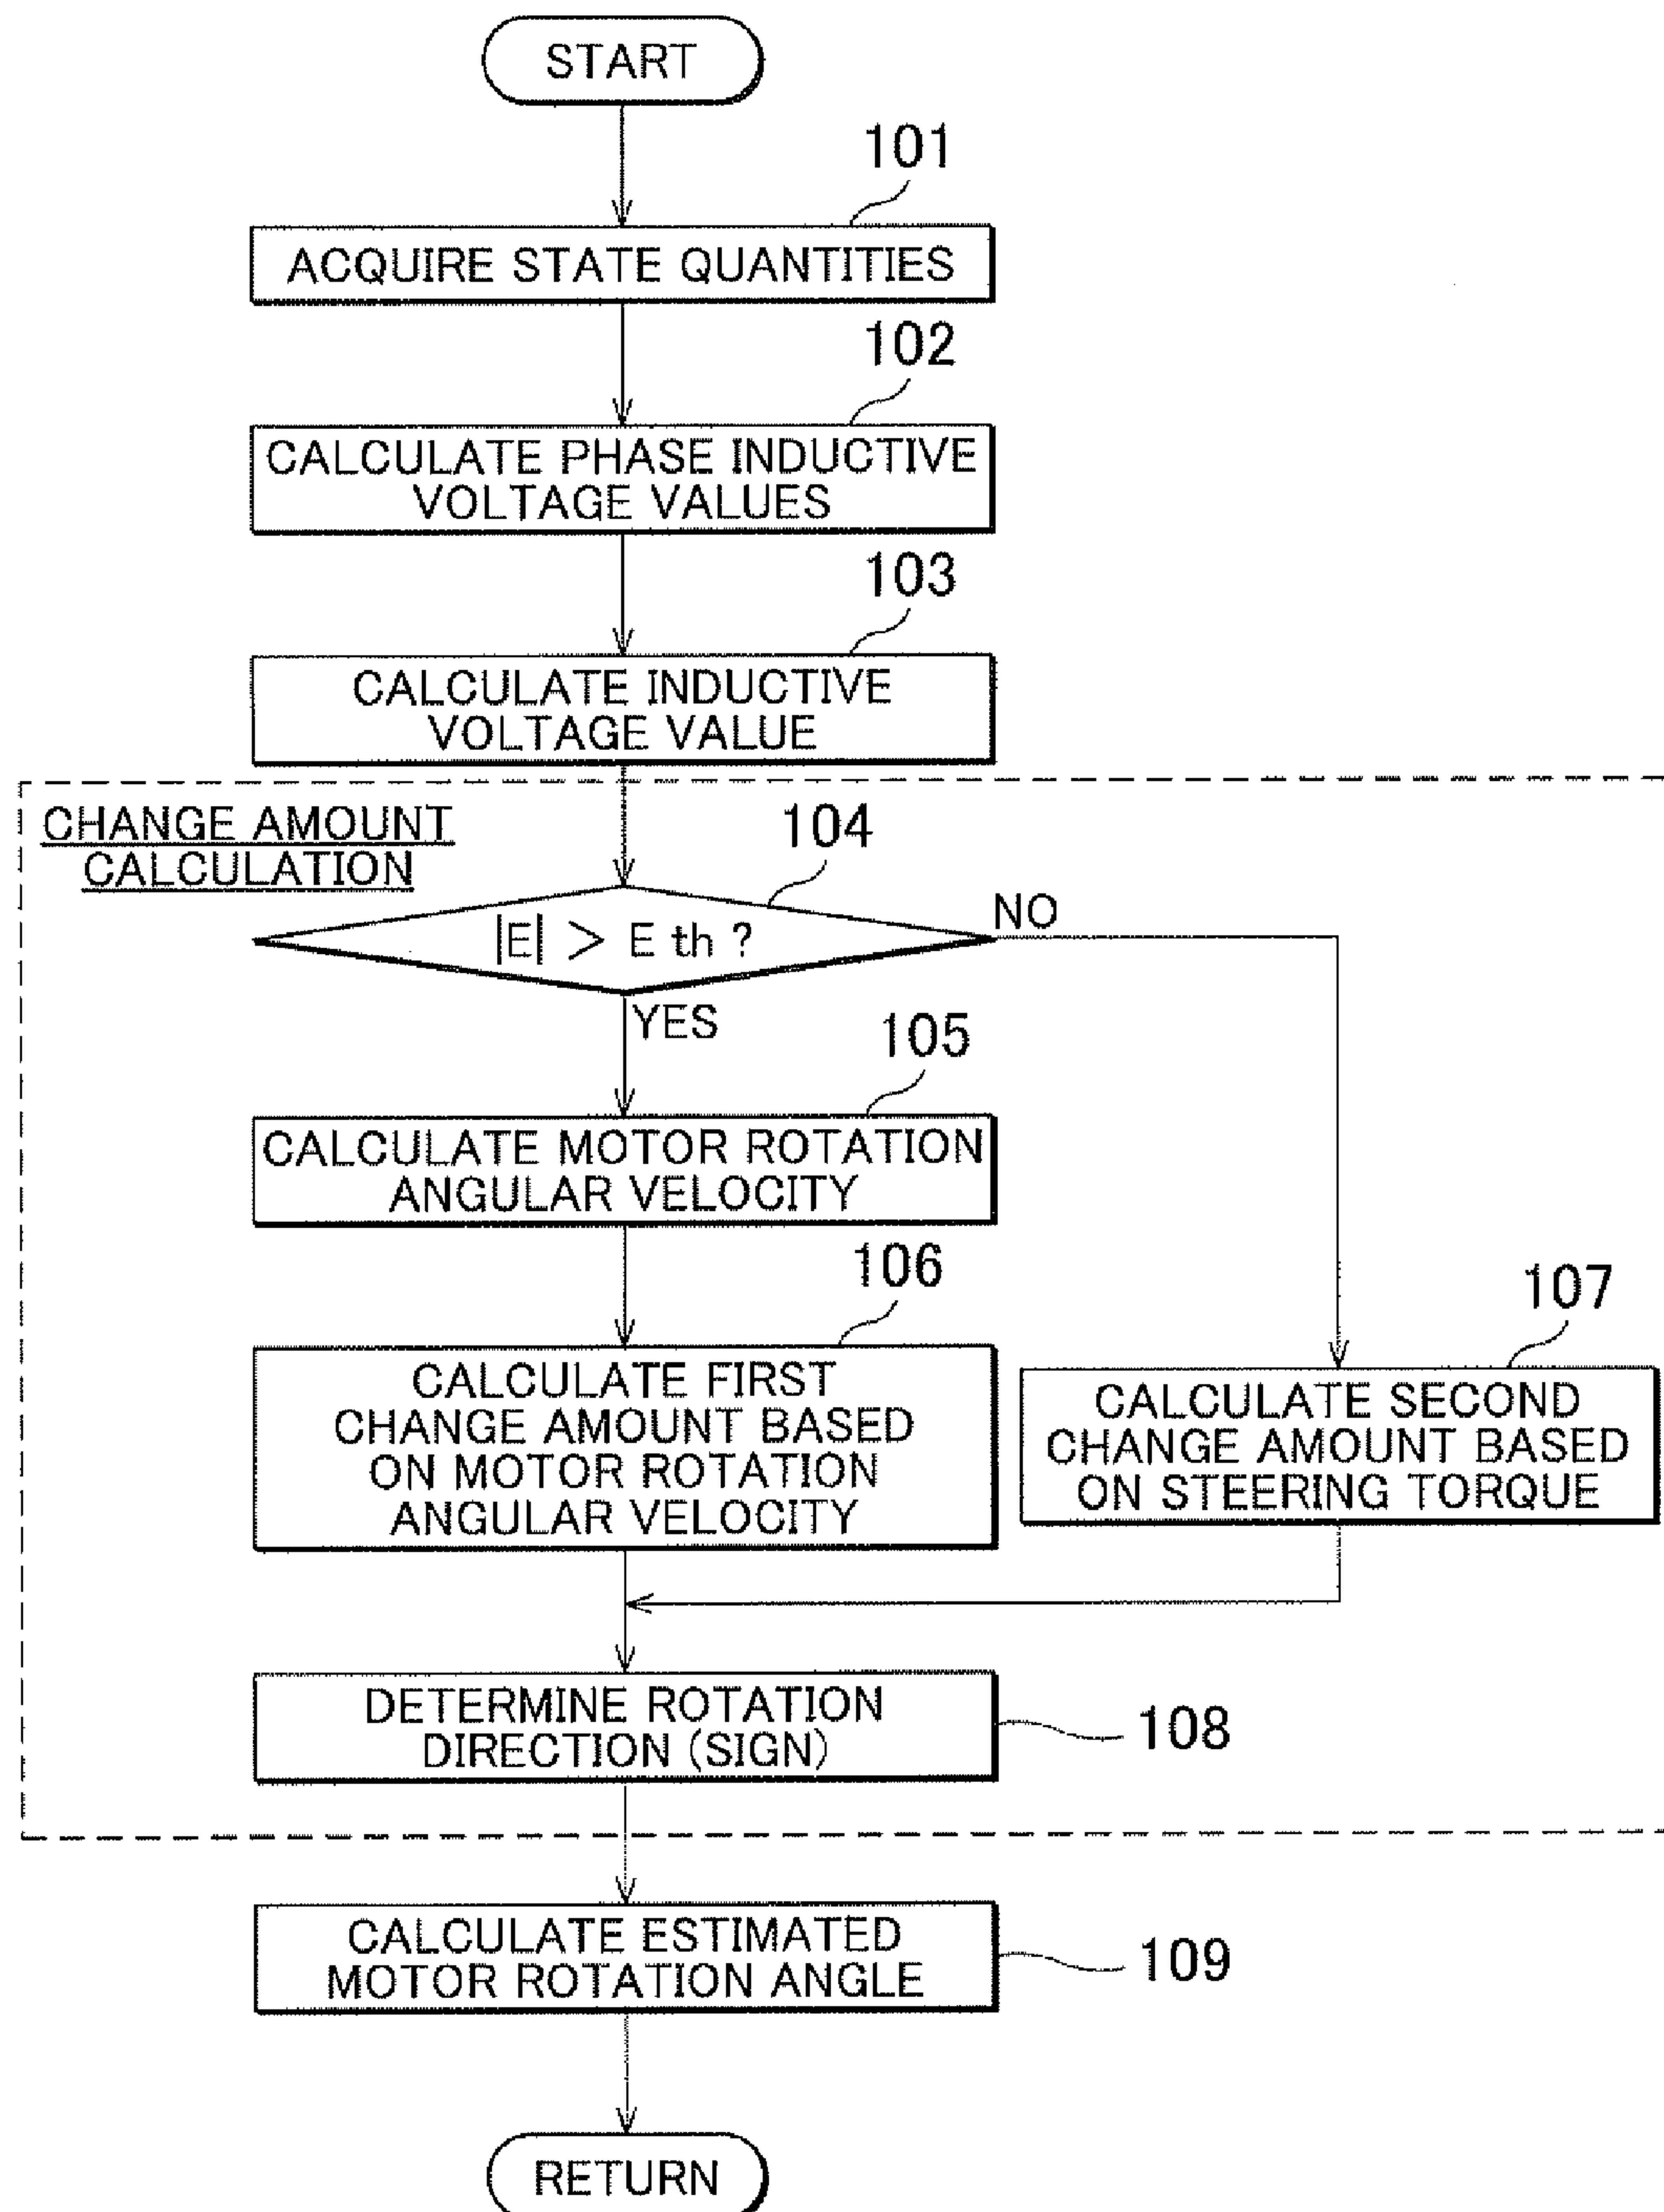 START
101
ACQUIRE STATE QUANTITIES
102
CALCULATE PHASE INDUCTIVE
VOLTAGE VALUES
103
CALCULATE INDUCTIVE
VOLTAGE VALUE
CHANGE AMOUNT
CALCULATION
104
|E| > E th ?
NO
YES
105
CALCULATE MOTOR ROTATION
ANGULAR VELOCITY
106
CALCULATE FIRST
CHANGE AMOUNT BASED
ON MOTOR ROTATION
ANGULAR VELOCITY
107
CALCULATE SECOND
CHANGE AMOUNT BASED
ON STEERING TORQUE
DETERMINE ROTATION
DIRECTION (SIGN)
108
CALCULATE ESTIMATED
MOTOR ROTATION ANGLE
109
RETURN